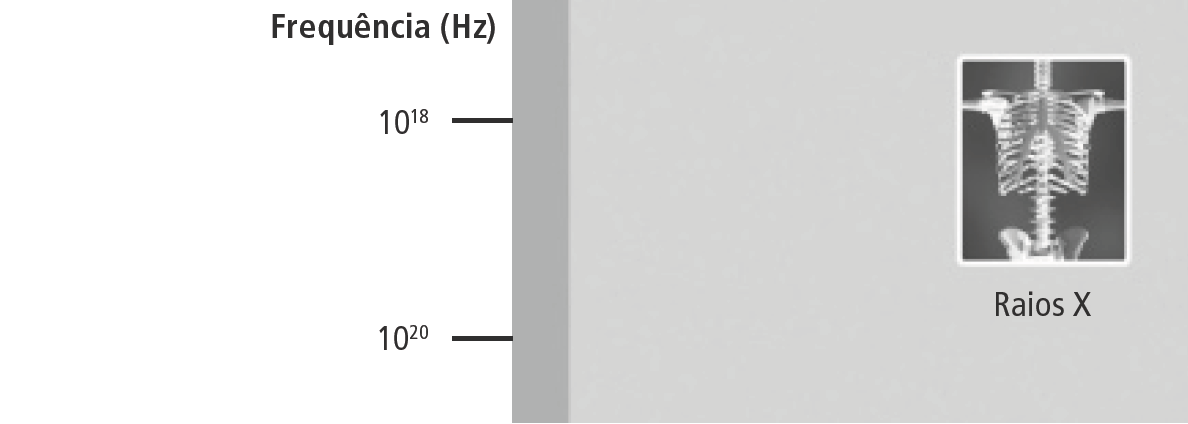 Frequência (Hz)
10¹⁸
Raios X
10²⁰